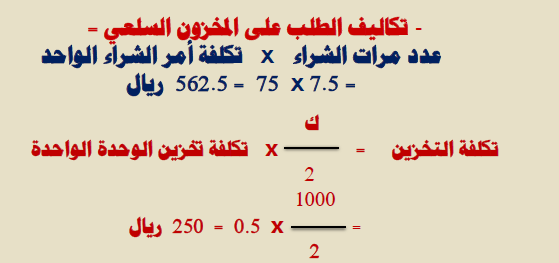 - تكاليف الطلب على المخزون السلعي =
عدد مرات الشراء X تكلفة أمر الشراء الواحد
= 7.5 X 75 = 562.5 ريال
ك
تكلفة التخزين = X تكلفة تخزين الوحدة الواحدة
2
1000
= X 0.5 = 250 ريال
2